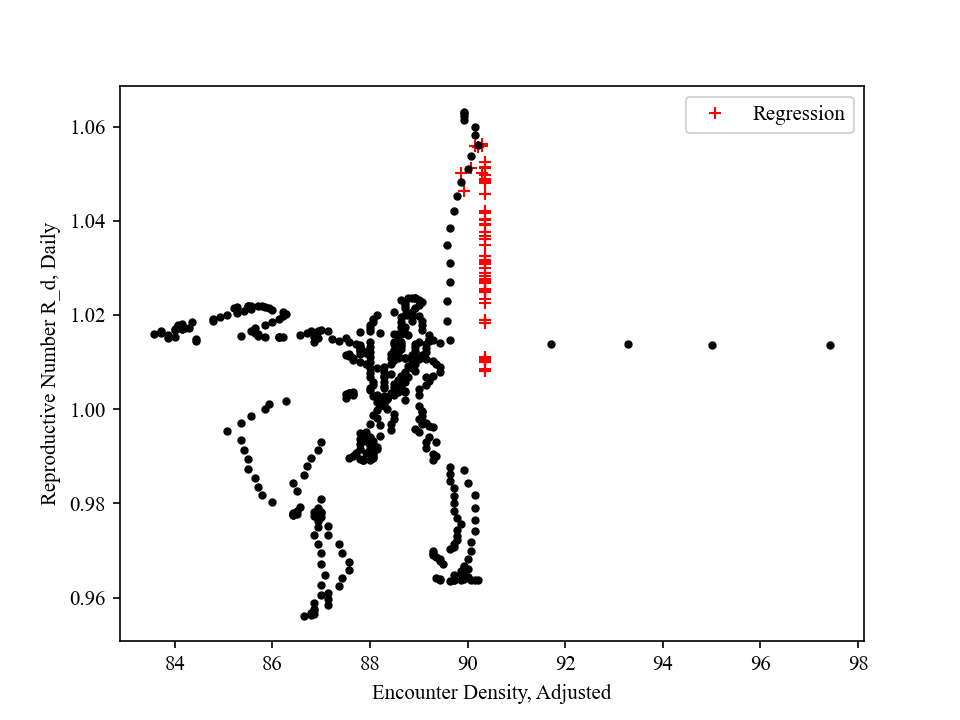 Regression
1.06
1.04
1.02
1.00
0.98
0.96
Reproductive Number R_d, Daily
84 86 88 90 92 94 96 98
Encounter Density, Adjusted